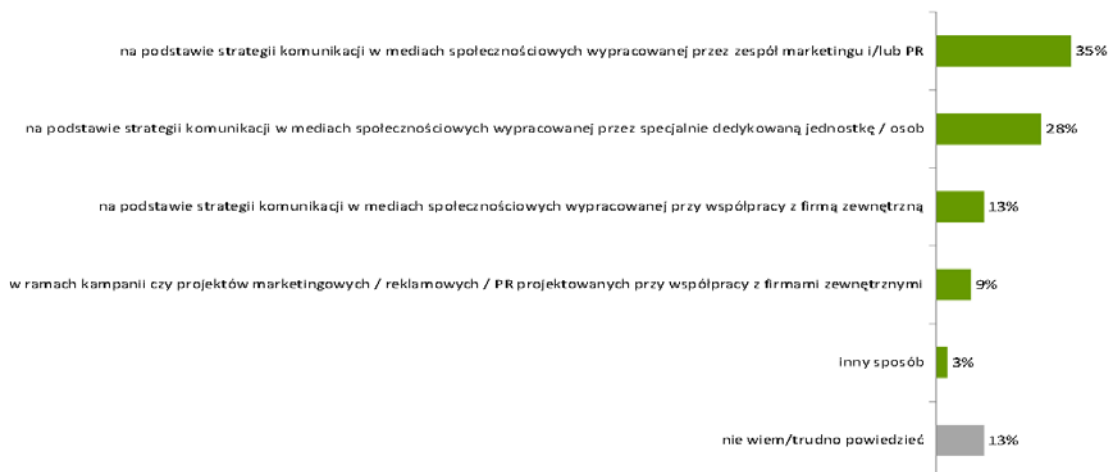 na podstawie strategii komunikacji w mediach społecznościowych wypracowanej przez zespół marketingu i/lub PR 35%
na podstawie strategii komunikacji w mediach społecznościowych wypracowanej przez specjalnie dedykowaną jednostkę / osob 28%
na podstawie strategii komunikacji w mediach społecznościowych wypracowanej przy współpracy z firmą zewnętrzną 13%
w ramach kampanii czy projektów marketingowych / reklamowych / PR projektowanych przy współpracy z firmami zewnętrznymi 9%
inny sposób 3%
nie wiem/trudno powiedzieć 13%